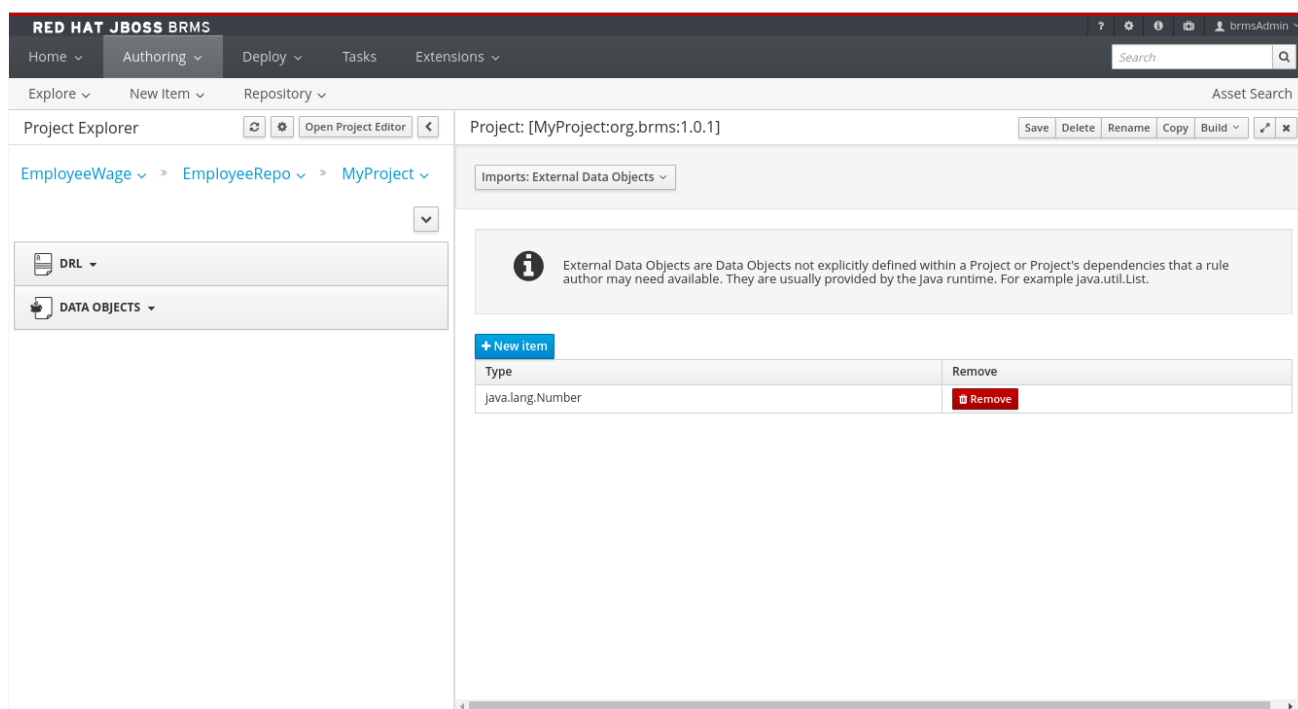 RED HAT JBOSS BRMS
? brmsAdmin
Home Authoring Deploy Tasks Extensions Search
Explore New Item Repository Asset Search
Project Explorer Open Project Editor Project: [MyProject:org.brms:1.0.1] Save Delete Rename Copy Build
EmployeeWage » EmployeeRepo » MyProject
Imports: External Data Objects
DRL
DATA OBJECTS
External Data Objects are Data Objects not explicitly defined within a Project or Project's dependencies that a rule
author may need available. They are usually provided by the Java runtime. For example java.util.List.
+ New item
Type Remove
java.lang.Number Remove